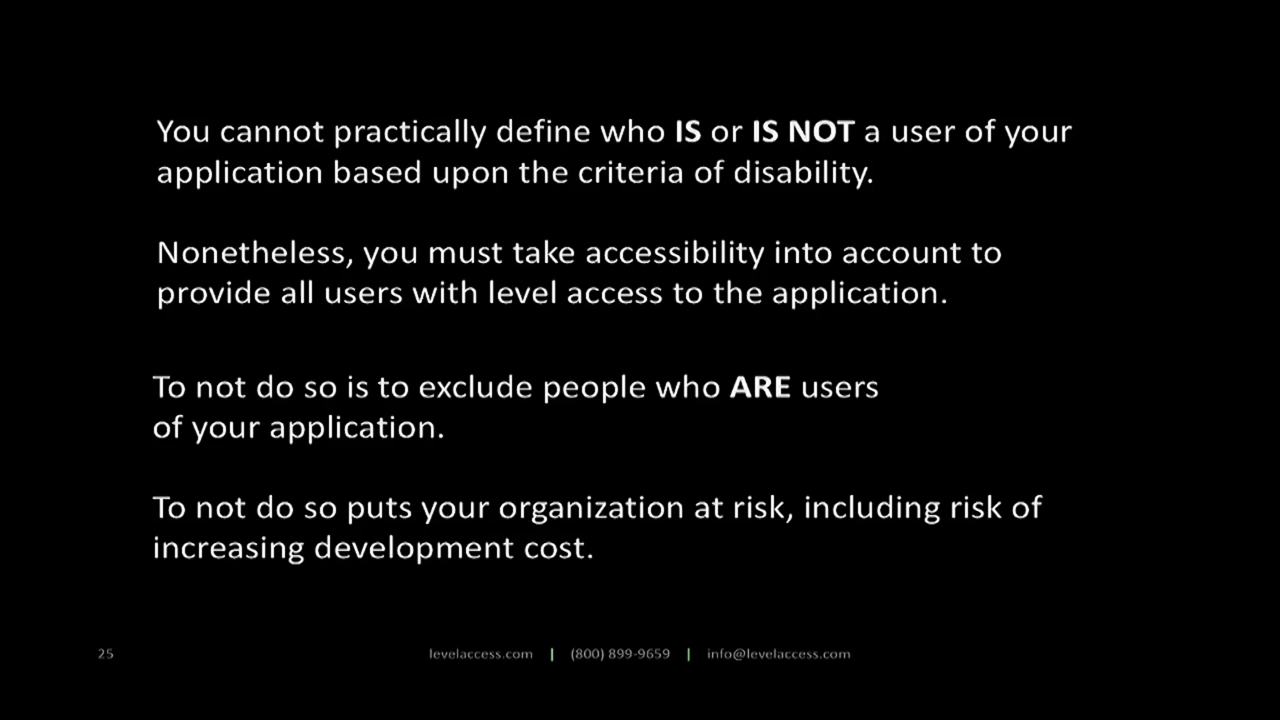 You cannot practically define who IS or IS NOT a user of your
application based upon the criteria of disability.
Nonetheless, you must take accessibility into account to
provide all users with level access to the application.
To not do so is to exclude people who ARE users
of your application.
To not do so puts your organization at risk, including risk of
increasing development cost.
25 levelaccess.com | (800) 899-9659 | info@levelaccess.com